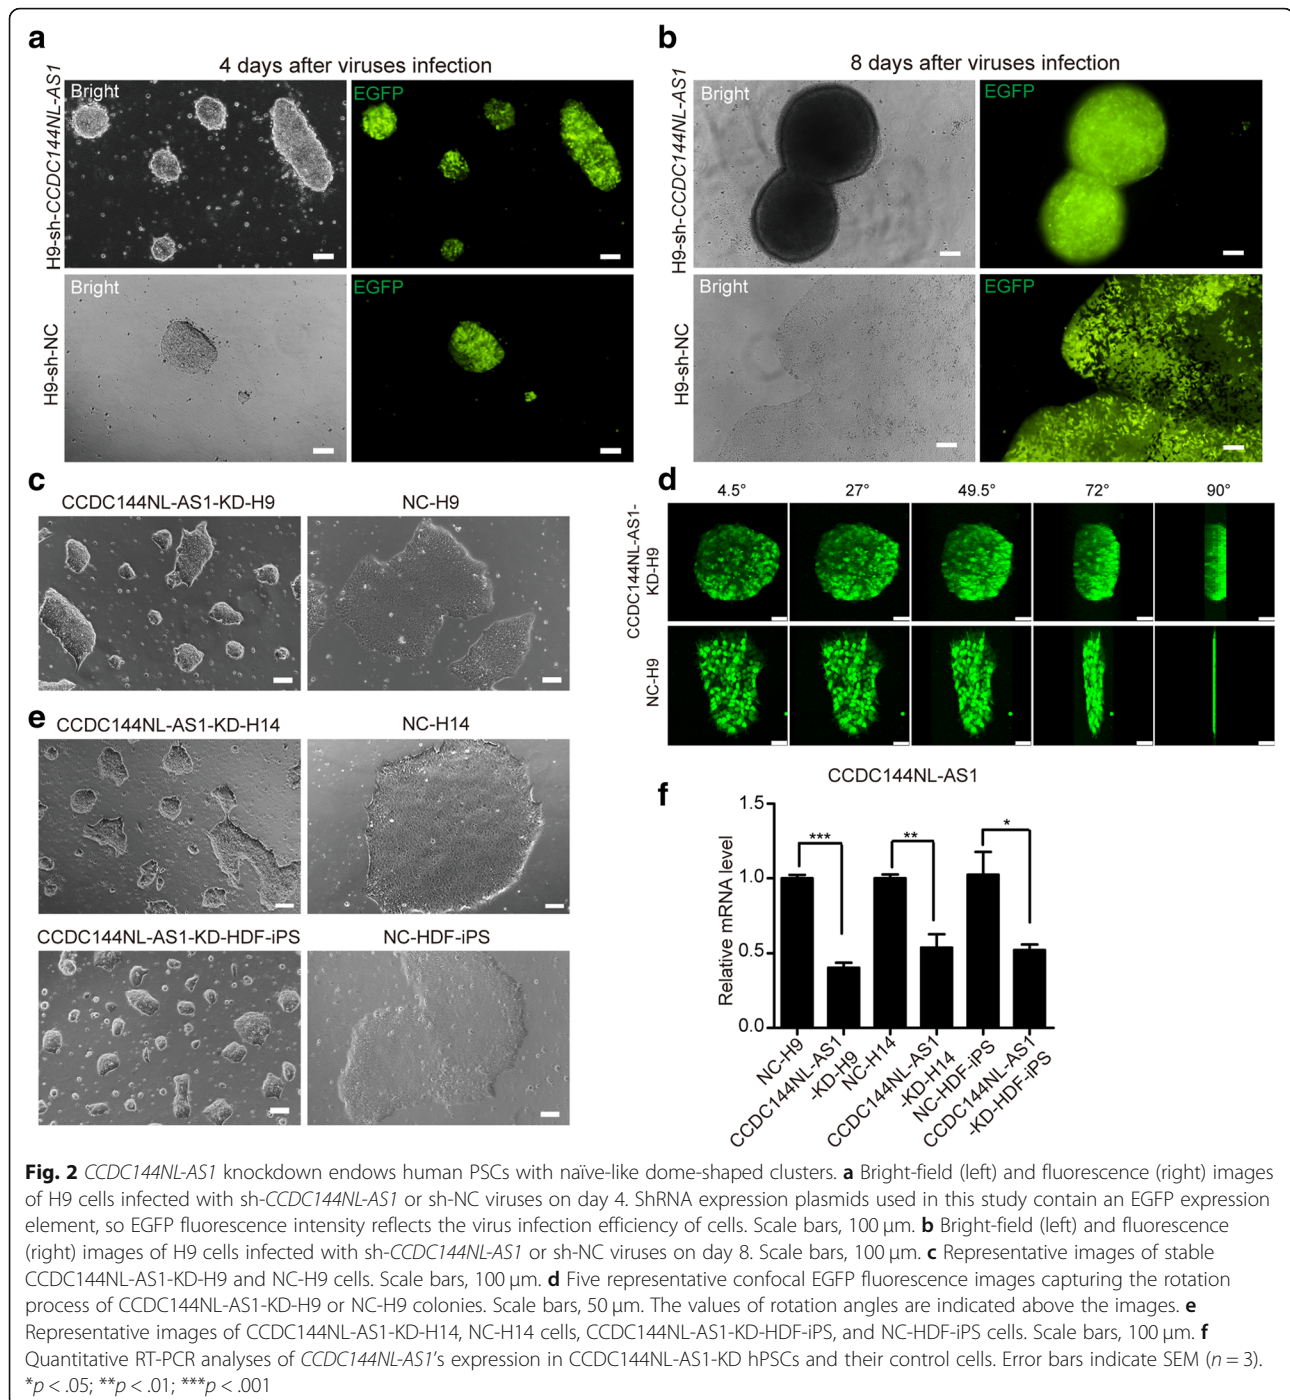 a
4 days after viruses infection
H9-sh-CCDC144NL-AS1
Bright
EGFP
H9-sh-NC
Bright
EGFP
b
8 days after viruses infection
H9-sh-CCDC144NL-AS1
Bright
EGFP
H9-sh-NC
Bright
EGFP
c
CCDC144NL-AS1-KD-H9
NC-H9
d
4.5°
27°
49.5°
72°
90°
CCDC144NL-AS1-
KD-H9
NC-H9
e
CCDC144NL-AS1-KD-H14
NC-H14
CCDC144NL-AS1-KD-HDF-iPS
NC-HDF-iPS
f
CCDC144NL-AS1
Relative mRNA level
1.5
1.0
0.5
0.0
***
**
*
NC-H9
CCDC144NL-AS1
-KD-H9
NC-H14
CCDC144NL-AS1
-KD-H14
NC-HDF-iPS
CCDC144NL-AS1
-KD-HDF-iPS
Fig. 2 CCDC144NL-AS1 knockdown endows human PSCs with naïve-like dome-shaped clusters. a Bright-field (left) and fluorescence (right) images
of H9 cells infected with sh-CCDC144NL-AS1 or sh-NC viruses on day 4. ShRNA expression plasmids used in this study contain an EGFP expression
element, so EGFP fluorescence intensity reflects the virus infection efficiency of cells. Scale bars, 100 μm. b Bright-field (left) and fluorescence
(right) images of H9 cells infected with sh-CCDC144NL-AS1 or sh-NC viruses on day 8. Scale bars, 100 μm. c Representative images of stable
CCDC144NL-AS1-KD-H9 and NC-H9 cells. Scale bars, 100 μm. d Five representative confocal EGFP fluorescence images capturing the rotation
process of CCDC144NL-AS1-KD-H9 or NC-H9 colonies. Scale bars, 50 μm. The values of rotation angles are indicated above the images. e
Representative images of CCDC144NL-AS1-KD-H14, NC-H14 cells, CCDC144NL-AS1-KD-HDF-iPS, and NC-HDF-iPS cells. Scale bars, 100 μm. f
Quantitative RT-PCR analyses of CCDC144NL-AS1's expression in CCDC144NL-AS1-KD hPSCs and their control cells. Error bars indicate SEM (n = 3).
*p < .05; **p < .01; ***p < .001